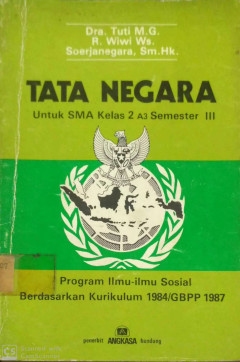 Dra. Tuti M.G.
R. Wiwi Ws.
Soerjanegara, Sm.Hk.
TATA NEGARA
Untuk SMA Kelas 2 A3 Semester III
Program Ilmu-ilmu Sosial
Berdasarkan Kurikulum 1984/GBPP 1987
penerbit ANGKASA bandung